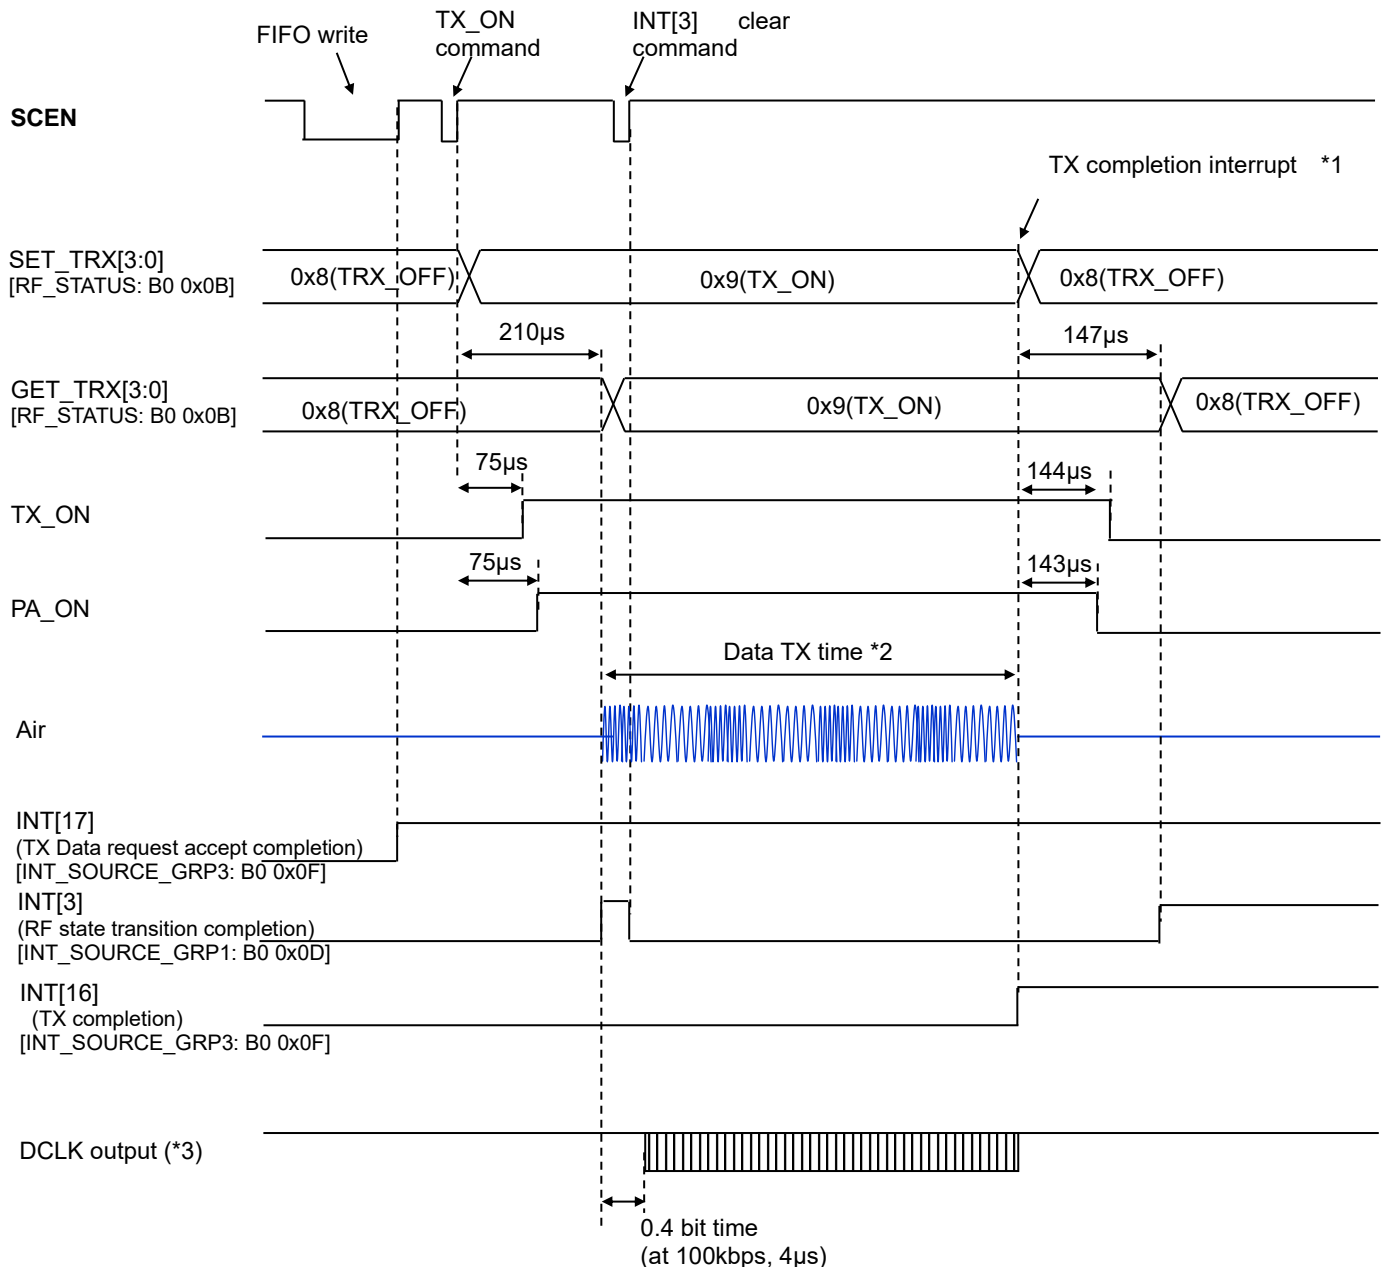 FIFO write
TX_ON
command
INT[3] clear
command
SCEN
TX completion interrupt *1
SET_TRX[3:0]
[RF_STATUS: B0 0x0B]
0x8(TRX_OFF)
0x9(TX_ON)
0x8(TRX_OFF)
210µs
147µs
GET_TRX[3:0]
[RF_STATUS: B0 0x0B]
0x8(TRX_OFF)
0x9(TX_ON)
0x8(TRX_OFF)
75µs
144µs
TX_ON
75µs
143µs
PA_ON
Data TX time *2
Air
INT[17]
(TX Data request accept completion)
[INT_SOURCE_GRP3: B0 0x0F]
INT[3]
(RF state transition completion)
[INT_SOURCE_GRP1: B0 0x0D]
INT[16]
(TX completion)
[INT_SOURCE_GRP3: B0 0x0F]
DCLK output (*3)
0.4 bit time
(at 100kbps, 4µs)